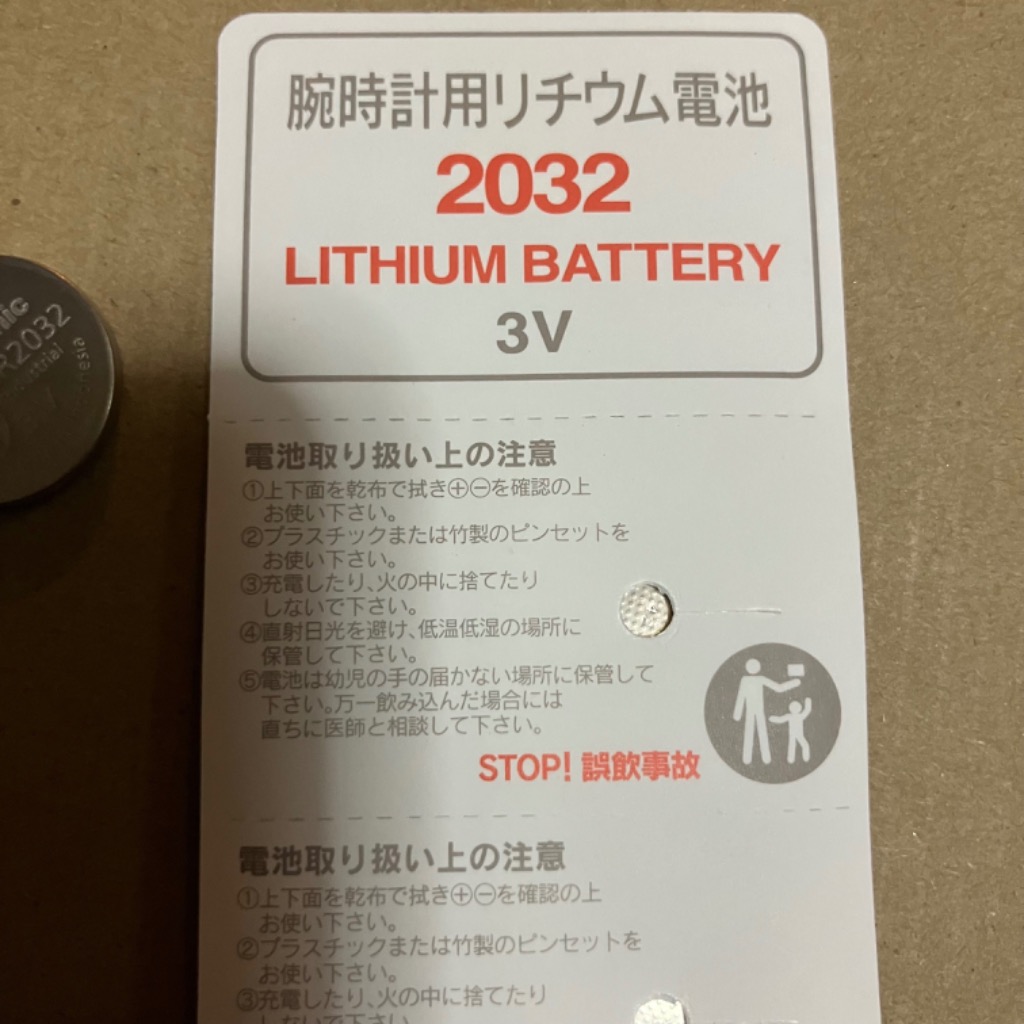 腕時計用リチウム電池
2032
LITHIUM BATTERY
3V
電池取り扱い上の注意
①上下面を乾布で拭き⊕⊖を確認の上
お使い下さい。
②プラスチックまたは竹製のピンセットを
お使い下さい。
③充電したり、火の中に捨てたり
しないで下さい。
④直射日光を避け、低温低湿の場所に
保管して下さい。
⑤電池は幼児の手の届かない場所に保管して
下さい。万一飲み込んだ場合には
直ちに医師と相談して下さい。
STOP! 誤飲事故
電池取り扱い上の注意
①上下面を乾布で拭き⊕⊖を確認の上
お使い下さい。
②プラスチックまたは竹製のピンセットを
お使い下さい。
③充電したり、火の中に捨てたり
しないで下さい。
nic
R2032
ustrial
nesia